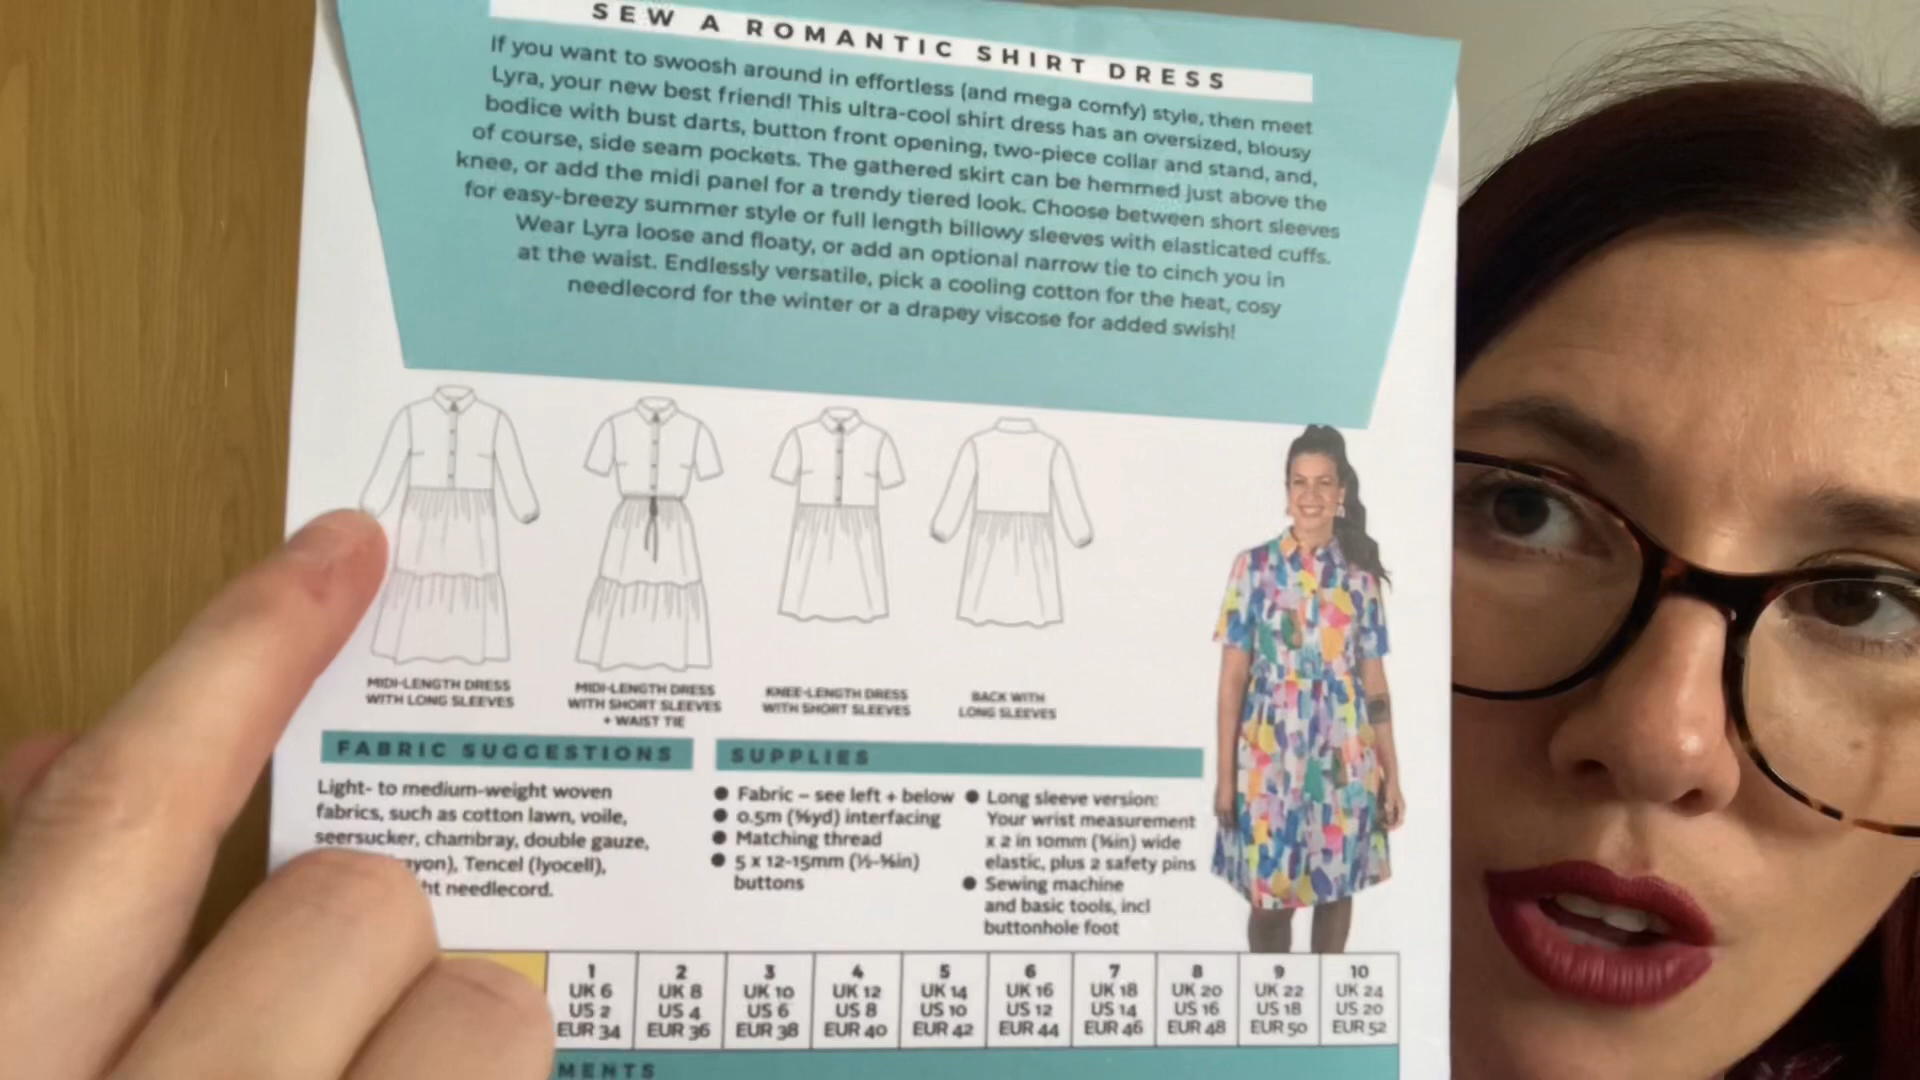 SEW A ROMANTIC SHIRT DRESS
If you want to swoosh around in effortless (and mega comfy) style, then meet
Lyra, your new best friend! This ultra-cool shirt dress has an oversized, blousy
bodice with bust darts, button front opening, two-piece collar and stand, and,
of course, side seam pockets. The gathered skirt can be hemmed just above the
knee, or add the midi panel for a trendy tiered look. Choose between short sleeves
for easy-breezy summer style or full length billowy sleeves with elasticated cuffs.
Wear Lyra loose and floaty, or add an optional narrow tie to cinch you in
at the waist. Endlessly versatile, pick a cooling cotton for the heat, cosy
needlecord for the winter or a drapey viscose for added swish!
MIDI-LENGTH DRESS
WITH LONG SLEEVES
MIDI-LENGTH DRESS
WITH SHORT SLEEVES
+ WAIST TIE
KNEE-LENGTH DRESS
WITH SHORT SLEEVES
BACK WITH
LONG SLEEVES
FABRIC SUGGESTIONS
Light- to medium-weight woven
fabrics, such as cotton lawn, voile,
seersucker, chambray, double gauze,
Tencel (lyocell),
needlecord.
SUPPLIES
● Fabric – see left + below
● 0.5m (⅝yd) interfacing
● Matching thread
● 5 x 12-15mm (½-⅝in)
buttons
● Long sleeve version:
Your wrist measurement
x 2 in 10mm (⅜in) wide
elastic, plus 2 safety pins
● Sewing machine
and basic tools, incl
buttonhole foot
1 2 3 4 5 6 7 8 9 10
UK 6 UK 8 UK 10 UK 12 UK 14 UK 16 UK 18 UK 20 UK 22 UK 24
US 2 US 4 US 6 US 8 US 10 US 12 US 14 US 16 US 18 US 20
EUR 34 EUR 36 EUR 38 EUR 40 EUR 42 EUR 44 EUR 46 EUR 48 EUR 50 EUR 52